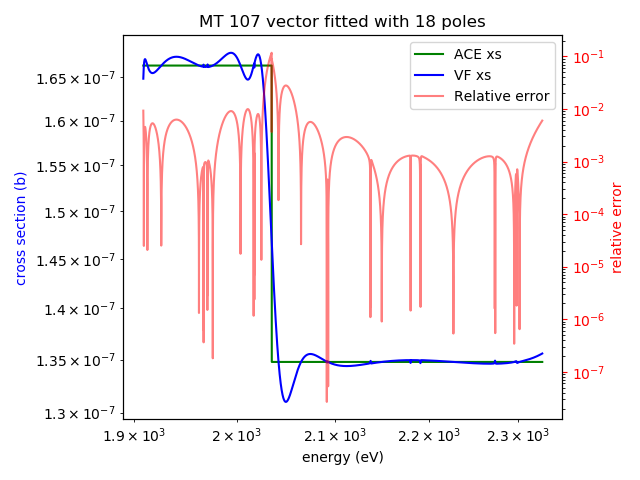 MT 107 vector fitted with 18 poles
ACE xs
VF xs
Relative error
1.65 × 10⁻⁷
1.6 × 10⁻⁷
1.55 × 10⁻⁷
1.5 × 10⁻⁷
1.45 × 10⁻⁷
1.4 × 10⁻⁷
1.35 × 10⁻⁷
1.3 × 10⁻⁷
cross section (b)
10⁻¹
10⁻²
10⁻³
10⁻⁴
10⁻⁵
10⁻⁶
10⁻⁷
relative error
1.9 × 10³ 2 × 10³ 2.1 × 10³ 2.2 × 10³ 2.3 × 10³
energy (eV)